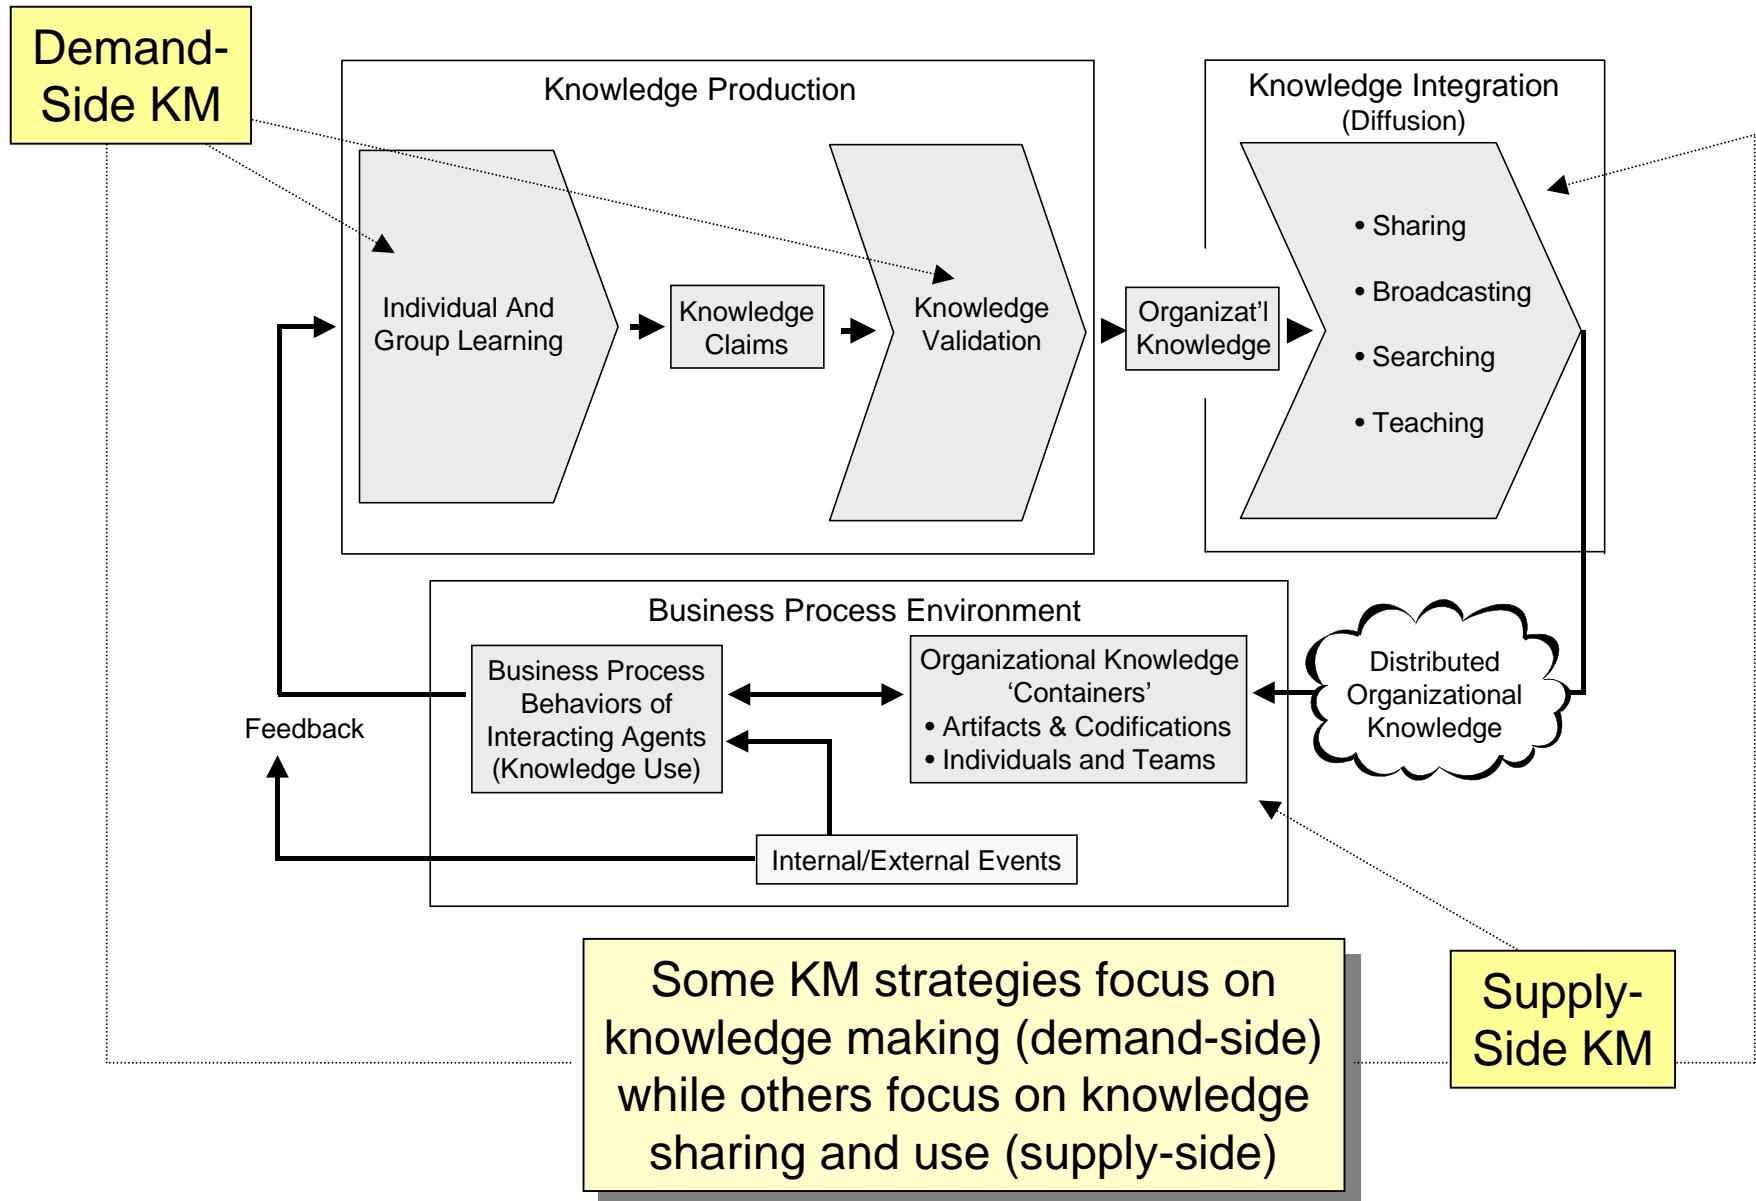 Demand-
Side KM
Knowledge Production
Knowledge Integration
(Diffusion)
Individual And
Group Learning
Knowledge
Claims
Knowledge
Validation
Organizat’l
Knowledge
• Sharing
• Broadcasting
• Searching
• Teaching
Business Process Environment
Business Process
Behaviors of
Interacting Agents
(Knowledge Use)
Organizational Knowledge
‘Containers’
• Artifacts & Codifications
• Individuals and Teams
Distributed
Organizational
Knowledge
Feedback
Internal/External Events
Some KM strategies focus on
knowledge making (demand-side)
while others focus on knowledge
sharing and use (supply-side)
Supply-
Side KM